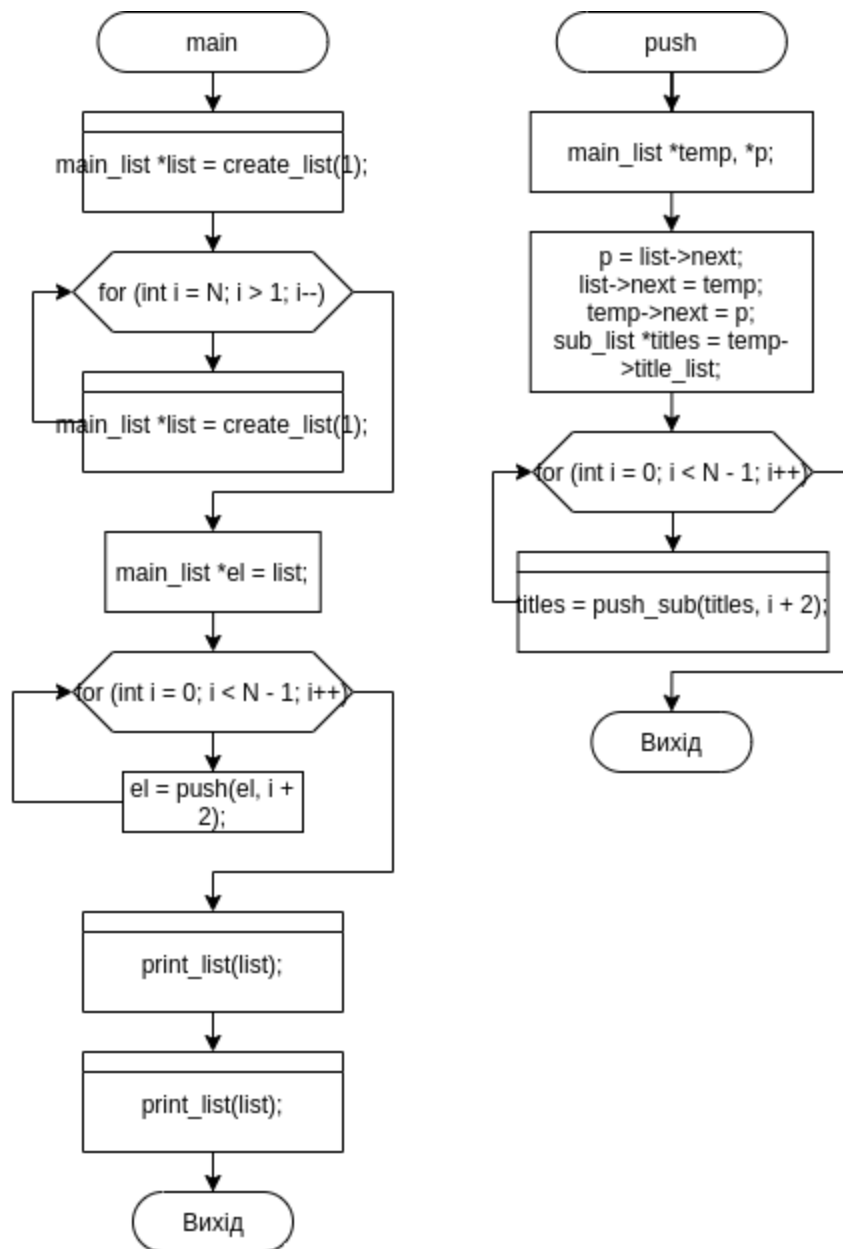 main
main_list *list = create_list(1);
for (int i = N; i > 1; i--)
main_list *list = create_list(1);
main_list *el = list;
for (int i = 0; i < N - 1; i++)
el = push(el, i +
2);
print_list(list);
print_list(list);
Вихід
push
main_list *temp, *p;
p = list->next;
list->next = temp;
temp->next = p;
sub_list *titles = temp-
>title_list;
for (int i = 0; i < N - 1; i++)
titles = push_sub(titles, i + 2);
Вихід